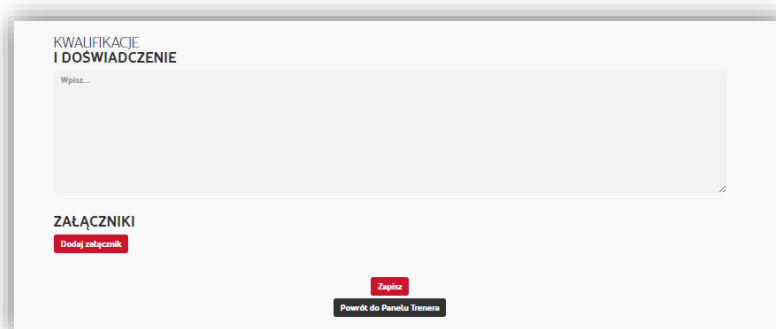 KWALIFIKACJE
I DOŚWIADCZENIE
Wpisz...
ZAŁĄCZNIKI
Dodaj załącznik
Zapisz
Powrót do Panelu Trenera